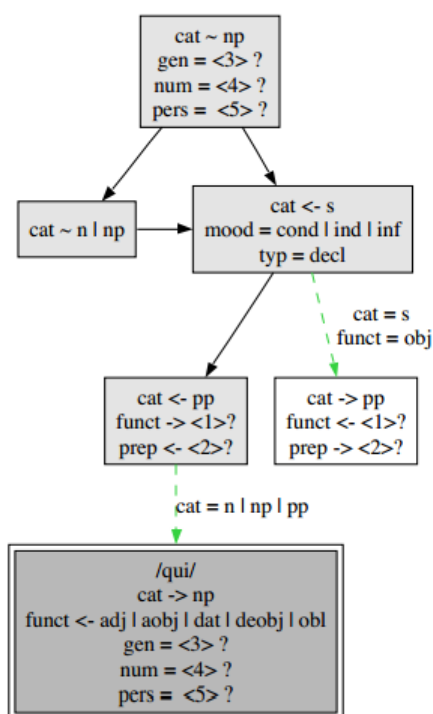 cat ~ np
gen = <3> ?
num = <4> ?
pers =  <5> ?
cat ~ n | np
cat <- s
mood = cond | ind | inf
typ = decl
cat = s
funct = obj
cat <- pp
funct -> <1>?
prep <- <2>?
cat -> pp
funct <- <1>?
prep -> <2>?
cat = n | np | pp
/qui/
cat -> np
funct <- adj | aobj | dat | deobj | obl
gen = <3> ?
num = <4> ?
pers =  <5> ?